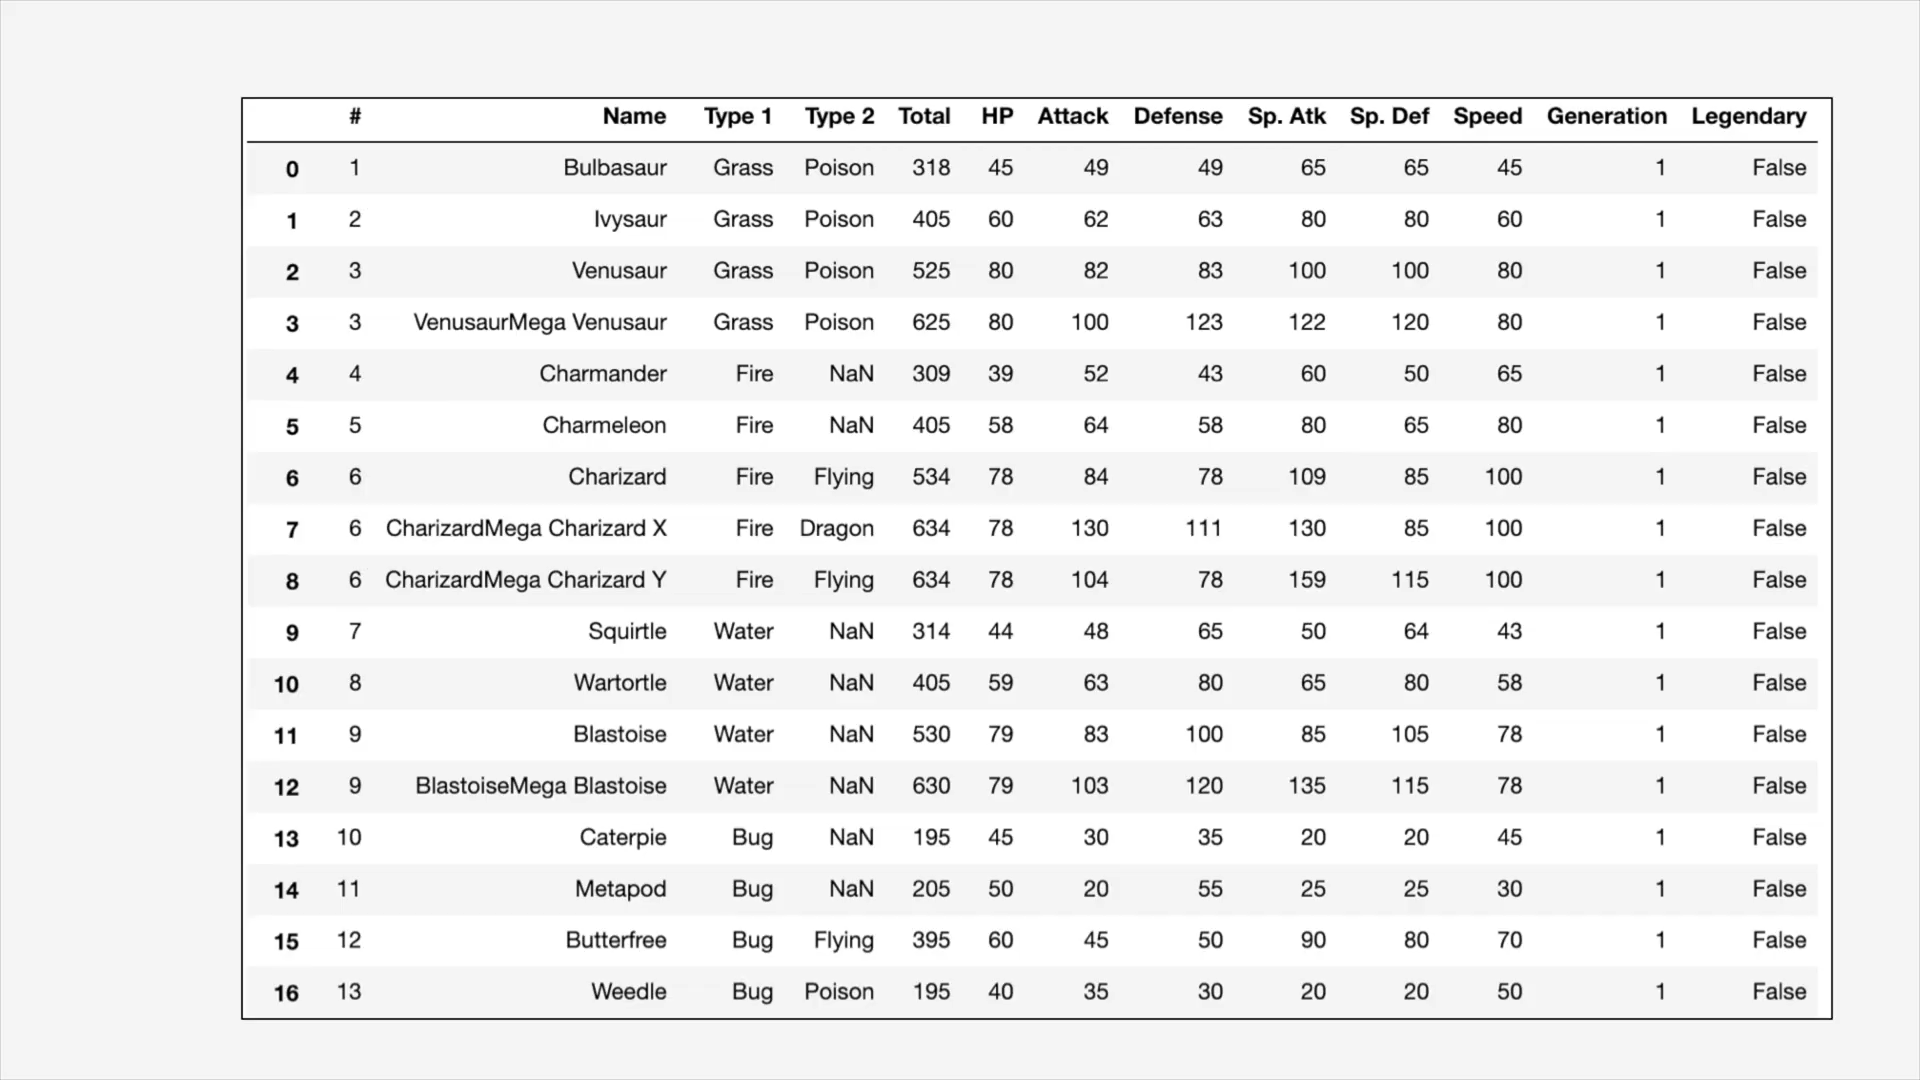 # Name Type 1 Type 2 Total HP Attack Defense Sp. Atk Sp. Def Speed Generation Legendary
0 1 Bulbasaur Grass Poison 318 45 49 49 65 65 45 1 False
1 2 Ivysaur Grass Poison 405 60 62 63 80 80 60 1 False
2 3 Venusaur Grass Poison 525 80 82 83 100 100 80 1 False
3 3 VenusaurMega Venusaur Grass Poison 625 80 100 123 122 120 80 1 False
4 4 Charmander Fire NaN 309 39 52 43 60 50 65 1 False
5 5 Charmeleon Fire NaN 405 58 64 58 80 65 80 1 False
6 6 Charizard Fire Flying 534 78 84 78 109 85 100 1 False
7 6 CharizardMega Charizard X Fire Dragon 634 78 130 111 130 85 100 1 False
8 6 CharizardMega Charizard Y Fire Flying 634 78 104 78 159 115 100 1 False
9 7 Squirtle Water NaN 314 44 48 65 50 64 43 1 False
10 8 Wartortle Water NaN 405 59 63 80 65 80 58 1 False
11 9 Blastoise Water NaN 530 79 83 100 85 105 78 1 False
12 9 BlastoiseMega Blastoise Water NaN 630 79 103 120 135 115 78 1 False
13 10 Caterpie Bug NaN 195 45 30 35 20 20 45 1 False
14 11 Metapod Bug NaN 205 50 20 55 25 25 30 1 False
15 12 Butterfree Bug Flying 395 60 45 50 90 80 70 1 False
16 13 Weedle Bug Poison 195 40 35 30 20 20 50 1 False